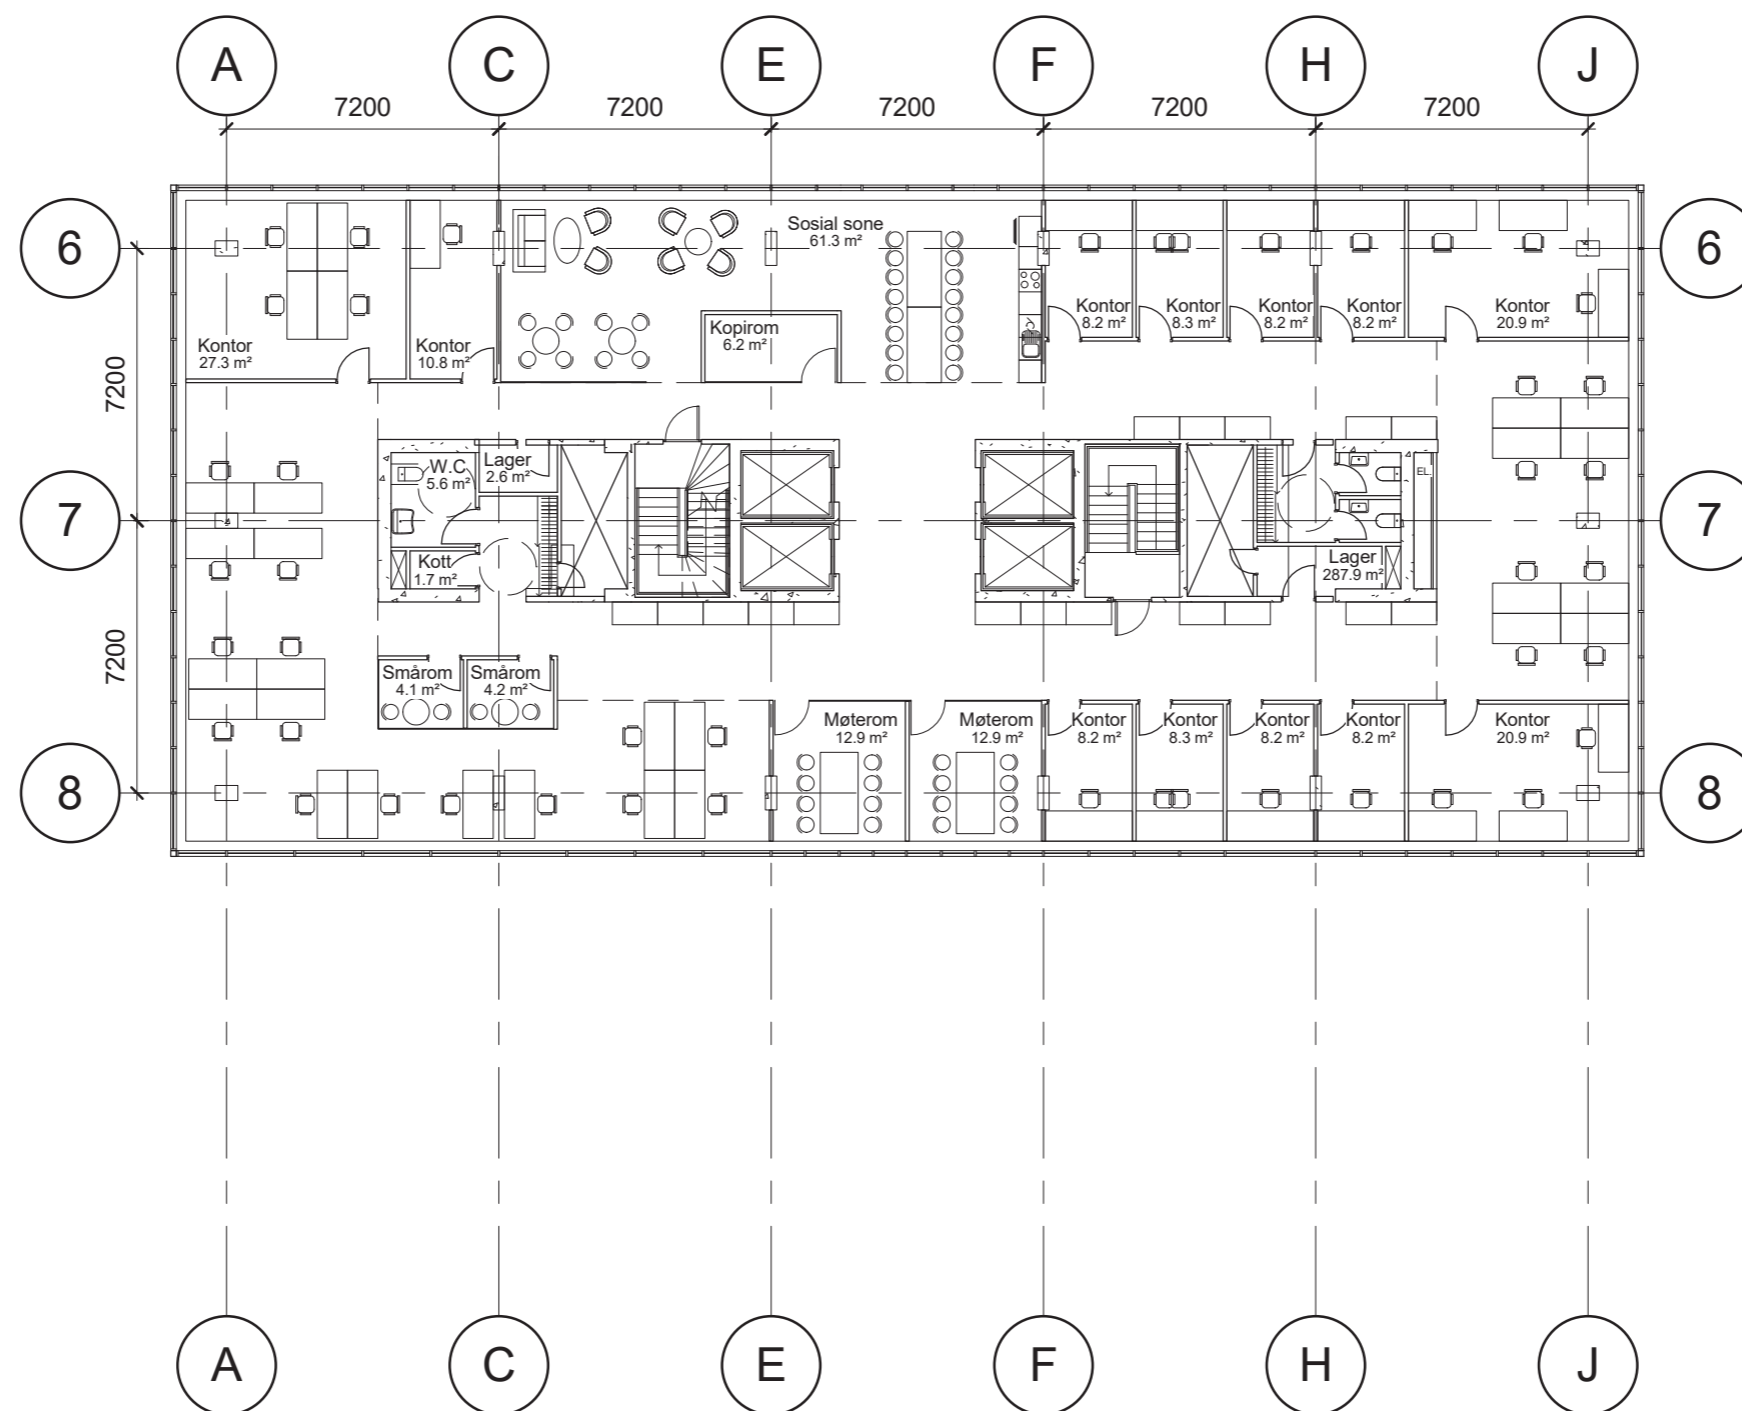 A C E F H J
7200 7200 7200 7200 7200
6 6
Sosial sone
61.3 m²
Kontor
8.2 m²
Kontor
8.3 m²
Kontor
8.2 m²
Kontor
8.2 m²
Kontor
20.9 m²
Kopirom
6.2 m²
Kontor
27.3 m²
Kontor
10.8 m²
7200
W.C
5.6 m²
Lager
2.6 m²
EL.
7 7
Kott
1.7 m²
Lager
287.9 m²
7200
Smårom
4.1 m²
Smårom
4.2 m²
Møterom
12.9 m²
Møterom
12.9 m²
Kontor
8.2 m²
Kontor
8.3 m²
Kontor
8.2 m²
Kontor
8.2 m²
Kontor
20.9 m²
8 8
A C E F H J